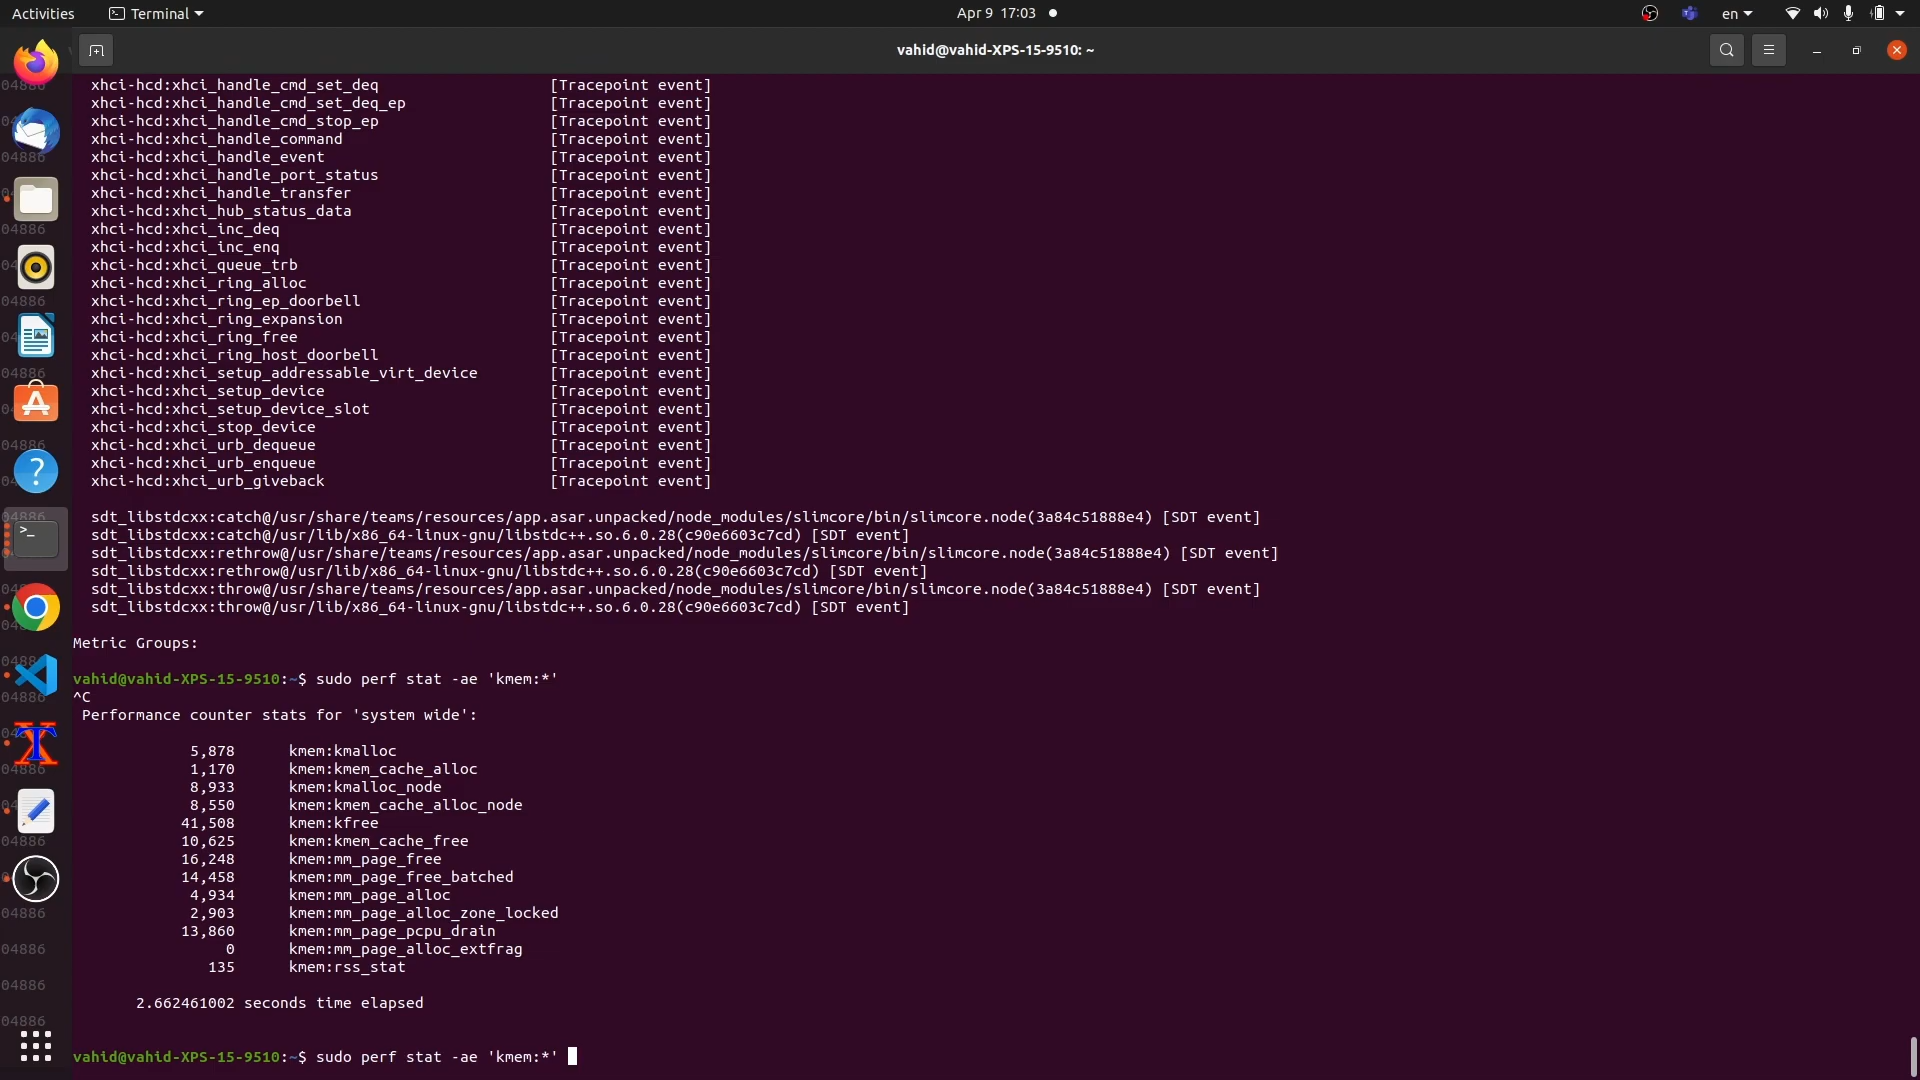 Activities Terminal Apr 9 17:03 en
vahid@vahid-XPS-15-9510: ~
xhci-hcd:xhci_handle_cmd_set_deq [Tracepoint event]
xhci-hcd:xhci_handle_cmd_set_deq_ep [Tracepoint event]
xhci-hcd:xhci_handle_cmd_stop_ep [Tracepoint event]
xhci-hcd:xhci_handle_command [Tracepoint event]
xhci-hcd:xhci_handle_event [Tracepoint event]
xhci-hcd:xhci_handle_port_status [Tracepoint event]
xhci-hcd:xhci_handle_transfer [Tracepoint event]
xhci-hcd:xhci_hub_status_data [Tracepoint event]
xhci-hcd:xhci_inc_deq [Tracepoint event]
xhci-hcd:xhci_inc_enq [Tracepoint event]
xhci-hcd:xhci_queue_trb [Tracepoint event]
xhci-hcd:xhci_ring_alloc [Tracepoint event]
xhci-hcd:xhci_ring_ep_doorbell [Tracepoint event]
xhci-hcd:xhci_ring_expansion [Tracepoint event]
xhci-hcd:xhci_ring_free [Tracepoint event]
xhci-hcd:xhci_ring_host_doorbell [Tracepoint event]
xhci-hcd:xhci_setup_addressable_virt_device [Tracepoint event]
xhci-hcd:xhci_setup_device [Tracepoint event]
xhci-hcd:xhci_setup_device_slot [Tracepoint event]
xhci-hcd:xhci_stop_device [Tracepoint event]
xhci-hcd:xhci_urb_dequeue [Tracepoint event]
xhci-hcd:xhci_urb_enqueue [Tracepoint event]
xhci-hcd:xhci_urb_giveback [Tracepoint event]
sdt_libstdcxx:catch@/usr/share/teams/resources/app.asar.unpacked/node_modules/slimcore/bin/slimcore.node(3a84c51888e4) [SDT event]
sdt_libstdcxx:catch@/usr/lib/x86_64-linux-gnu/libstdc++.so.6.0.28(c90e6603c7cd) [SDT event]
sdt_libstdcxx:rethrow@/usr/share/teams/resources/app.asar.unpacked/node_modules/slimcore/bin/slimcore.node(3a84c51888e4) [SDT event]
sdt_libstdcxx:rethrow@/usr/lib/x86_64-linux-gnu/libstdc++.so.6.0.28(c90e6603c7cd) [SDT event]
sdt_libstdcxx:throw@/usr/share/teams/resources/app.asar.unpacked/node_modules/slimcore/bin/slimcore.node(3a84c51888e4) [SDT event]
sdt_libstdcxx:throw@/usr/lib/x86_64-linux-gnu/libstdc++.so.6.0.28(c90e6603c7cd) [SDT event]
Metric Groups:
vahid@vahid-XPS-15-9510:~$ sudo perf stat -ae 'kmem:*'
^C
Performance counter stats for 'system wide':
5,878 kmem:kmalloc
1,170 kmem:kmem_cache_alloc
8,933 kmem:kmalloc_node
8,550 kmem:kmem_cache_alloc_node
41,508 kmem:kfree
10,625 kmem:kmem_cache_free
16,248 kmem:mm_page_free
14,458 kmem:mm_page_free_batched
4,934 kmem:mm_page_alloc
2,903 kmem:mm_page_alloc_zone_locked
13,860 kmem:mm_page_pcpu_drain
0 kmem:mm_page_alloc_extfrag
135 kmem:rss_stat
2.662461002 seconds time elapsed
vahid@vahid-XPS-15-9510:~$ sudo perf stat -ae 'kmem:*'